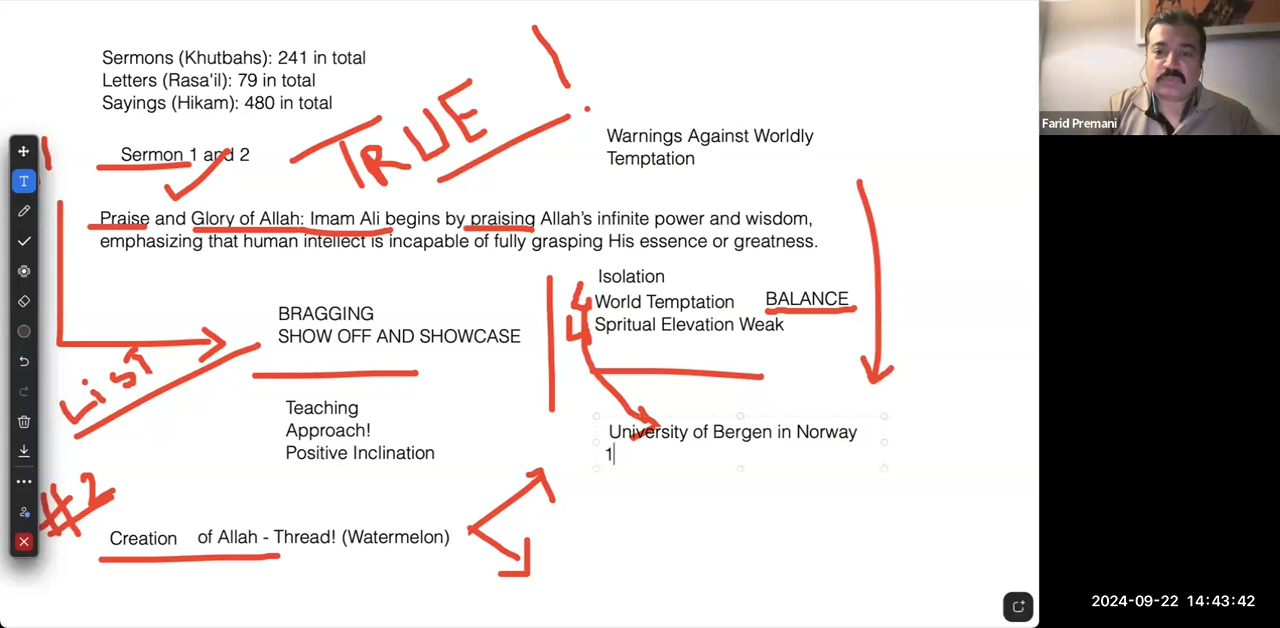 Sermons (Khutbahs): 241 in total
Letters (Rasa'il): 79 in total
Sayings (Hikam): 480 in total
TRUE!
Warnings Against Worldly
Temptation
1
Sermon 1 and 2
Praise and Glory of Allah: Imam Ali begins by praising Allah's infinite power and wisdom,
emphasizing that human intellect is incapable of fully grasping His essence or greatness.
BRAGGING
SHOW OFF AND SHOWCASE
Isolation
World Temptation
BALANCE
Spritual Elevation Weak
LIST
Teaching
Approach!
Positive Inclination
University of Bergen in Norway
1
#2
Creation of Allah - Thread! (Watermelon)
Farid Premani
2024-09-22 14:43:42
T